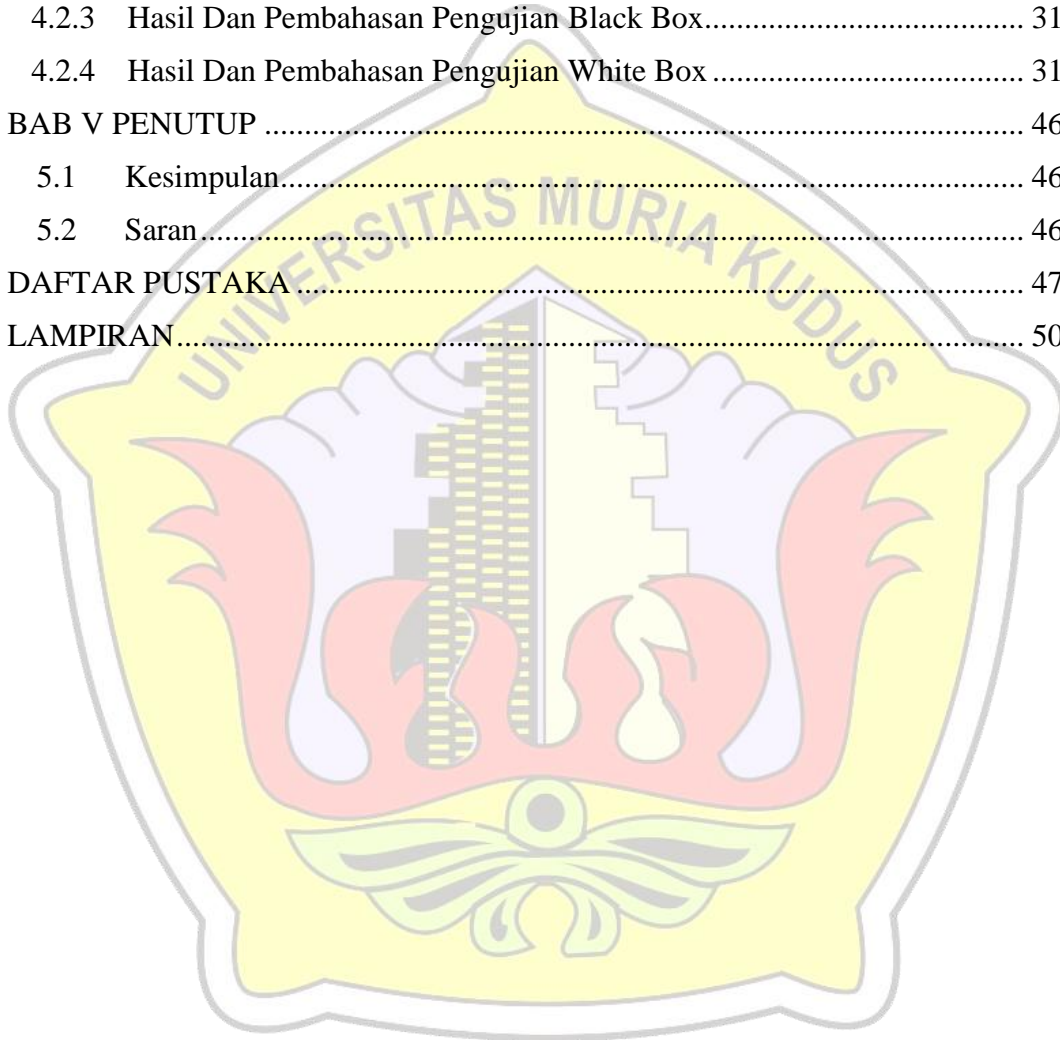 4.2.3 Hasil Dan Pembahasan Pengujian Black Box.................................. 31
4.2.4 Hasil Dan Pembahasan Pengujian White Box ................................. 31
BAB V PENUTUP ................................................................................ 46
5.1 Kesimpulan.............................................................................. 46
5.2 Saran....................................................................................... 46
DAFTAR PUSTAKA ............................................................................ 47
LAMPIRAN.......................................................................................... 50
UNIVERSITAS MURIA KUDUS